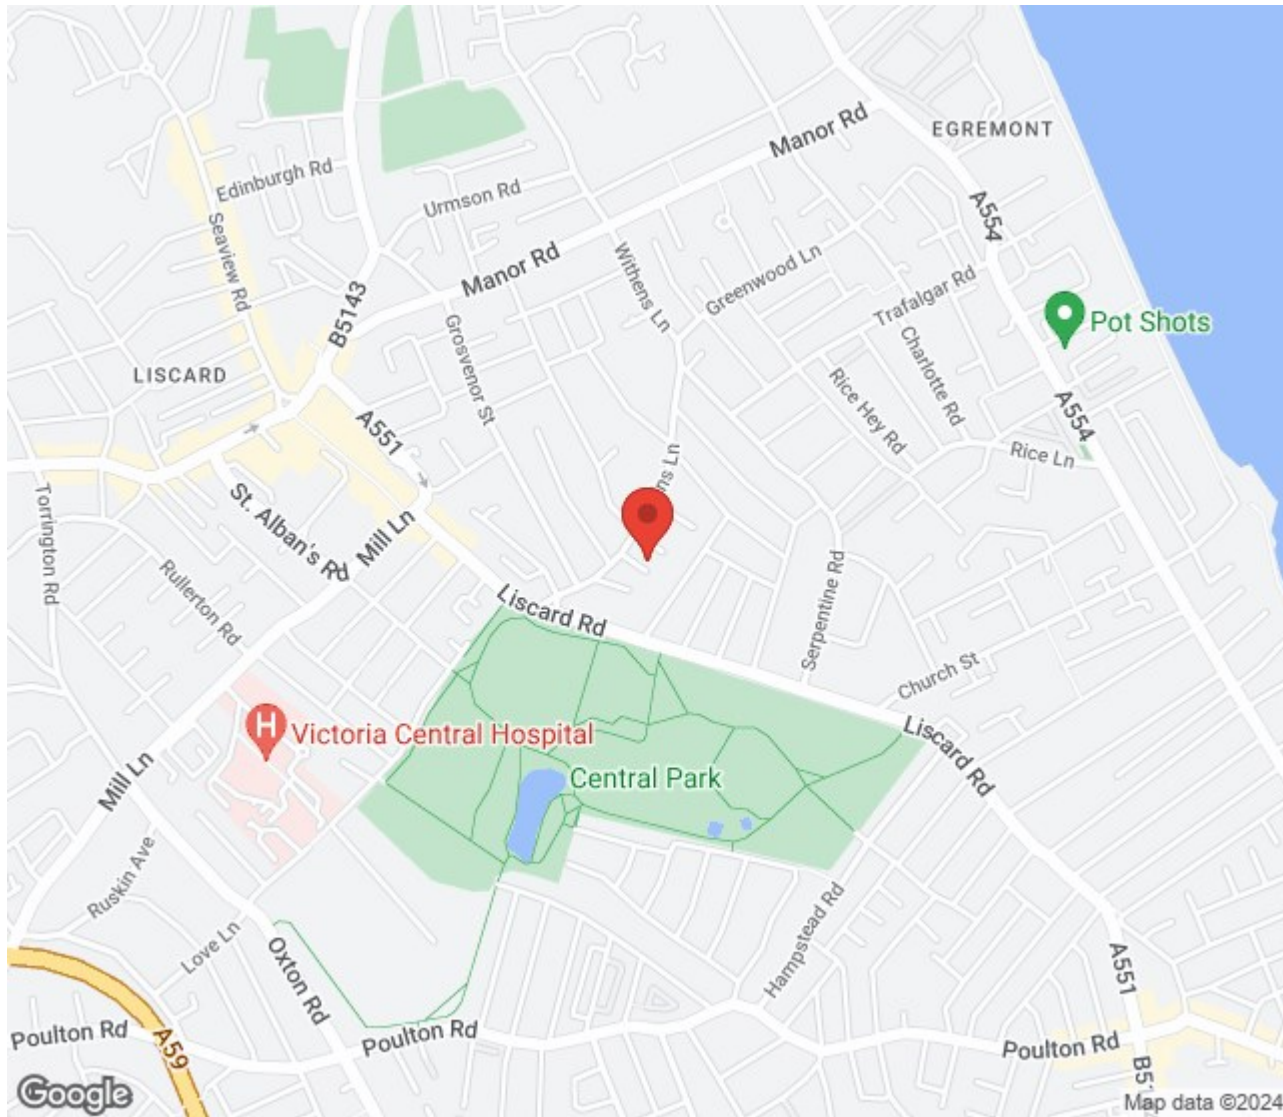 EGREMONT
Manor Rd
Edinburgh Rd
Urmson Rd
A554
Seaview Rd
Manor Rd
Withens Ln
Greenwood Ln
Trafalgar Rd
B5143
Pot Shots
Grosvenor St
LISCARD
Charlotte Rd
Rice Hey Rd
A551
A554
Rice Ln
ns Ln
Torrington Rd
St. Alban's Rd
Mill Ln
Rullerton Rd
Liscard Rd
Serpentine Rd
Church St
H
Victoria Central Hospital
Liscard Rd
Mill Ln
Central Park
Ruskin Ave
Hampstead Rd
Love Ln
Oxton Rd
A551
Poulton Rd
A59
Poulton Rd
Poulton Rd
Google
Map data ©2024